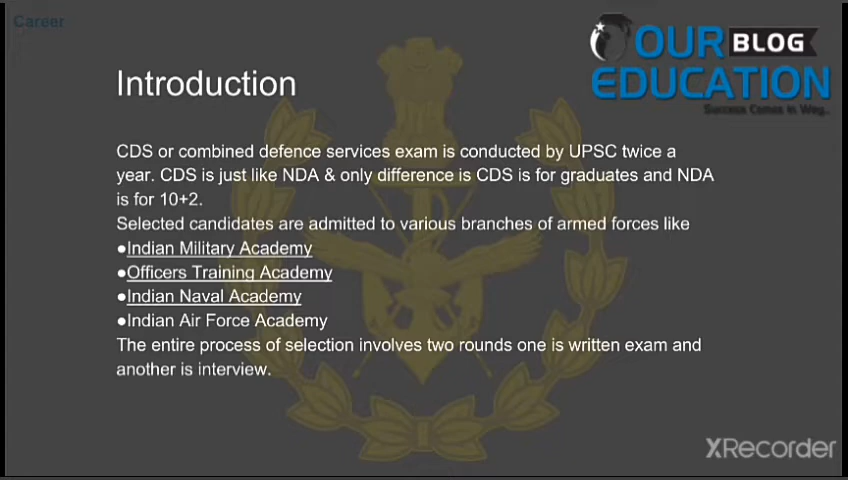 Career
OUR BLOG
EDUCATION
Success Comes in Way..
Introduction
CDS or combined defence services exam is conducted by UPSC twice a
year. CDS is just like NDA & only difference is CDS is for graduates and NDA
is for 10+2.
Selected candidates are admitted to various branches of armed forces like
●Indian Military Academy
●Officers Training Academy
●Indian Naval Academy
●Indian Air Force Academy
The entire process of selection involves two rounds one is written exam and
another is interview.
XRecorder